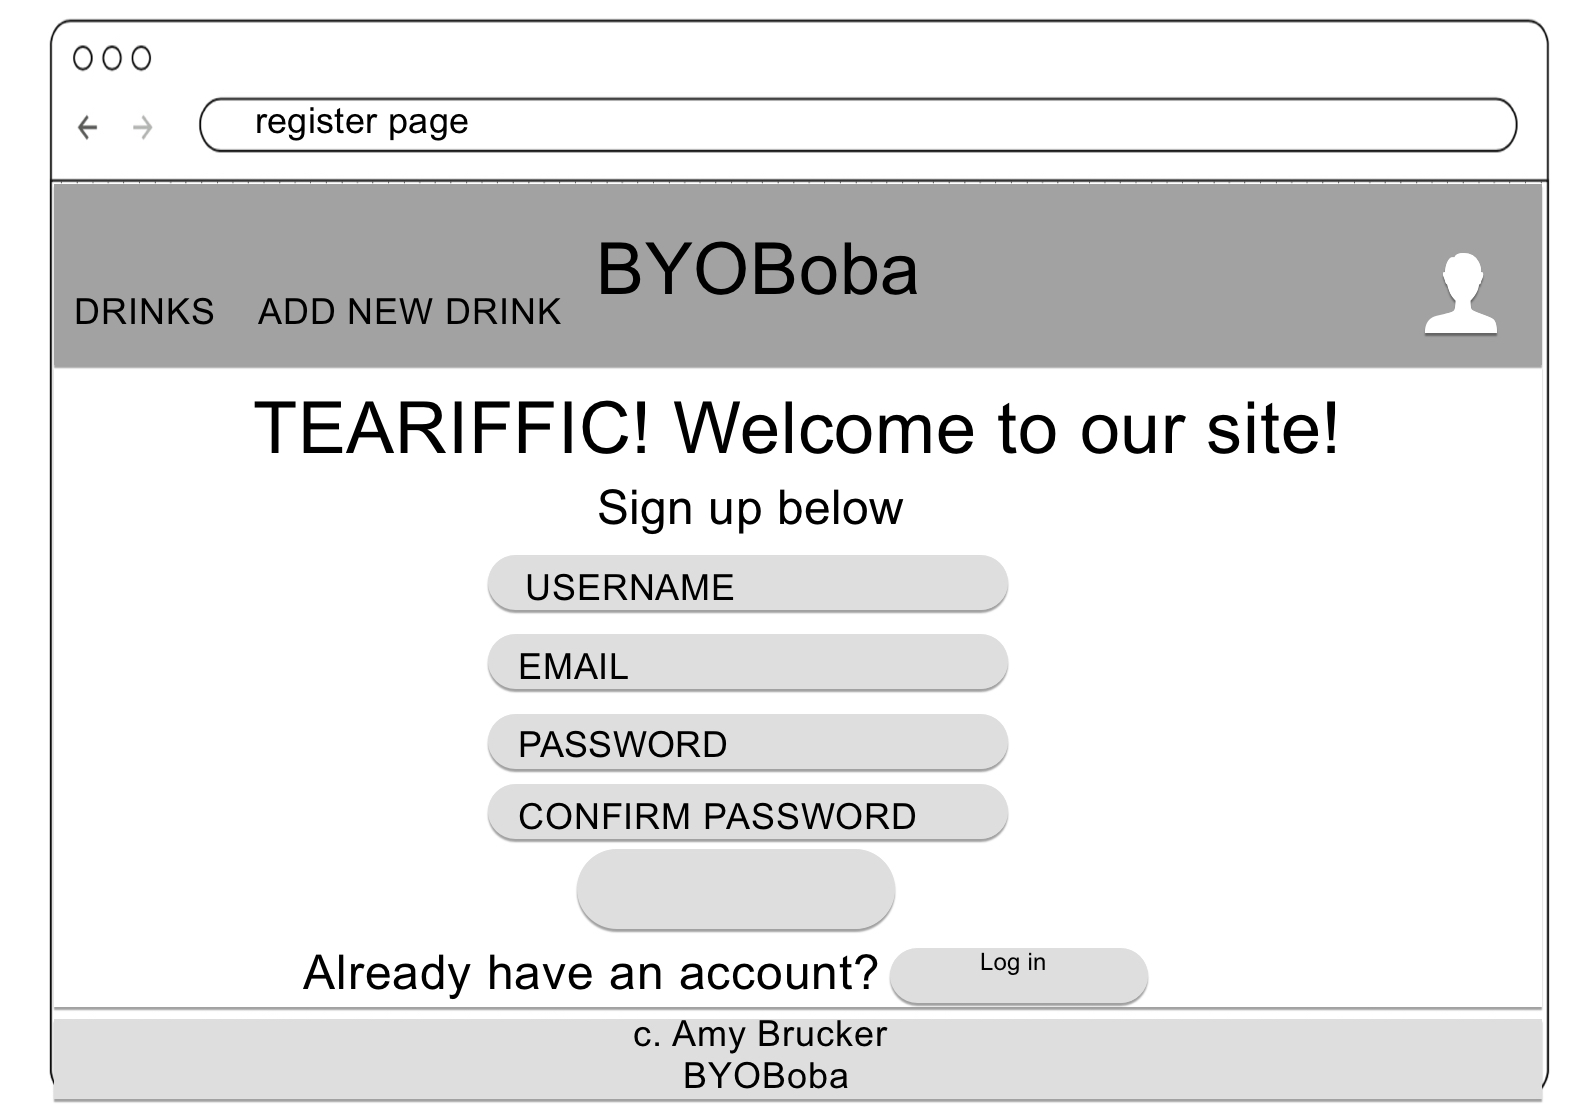 register page
BYOBoba
DRINKS ADD NEW DRINK
TEARIFFIC! Welcome to our site!
Sign up below
USERNAME
EMAIL
PASSWORD
CONFIRM PASSWORD
Already have an account? Log in
c. Amy Brucker
BYOBoba